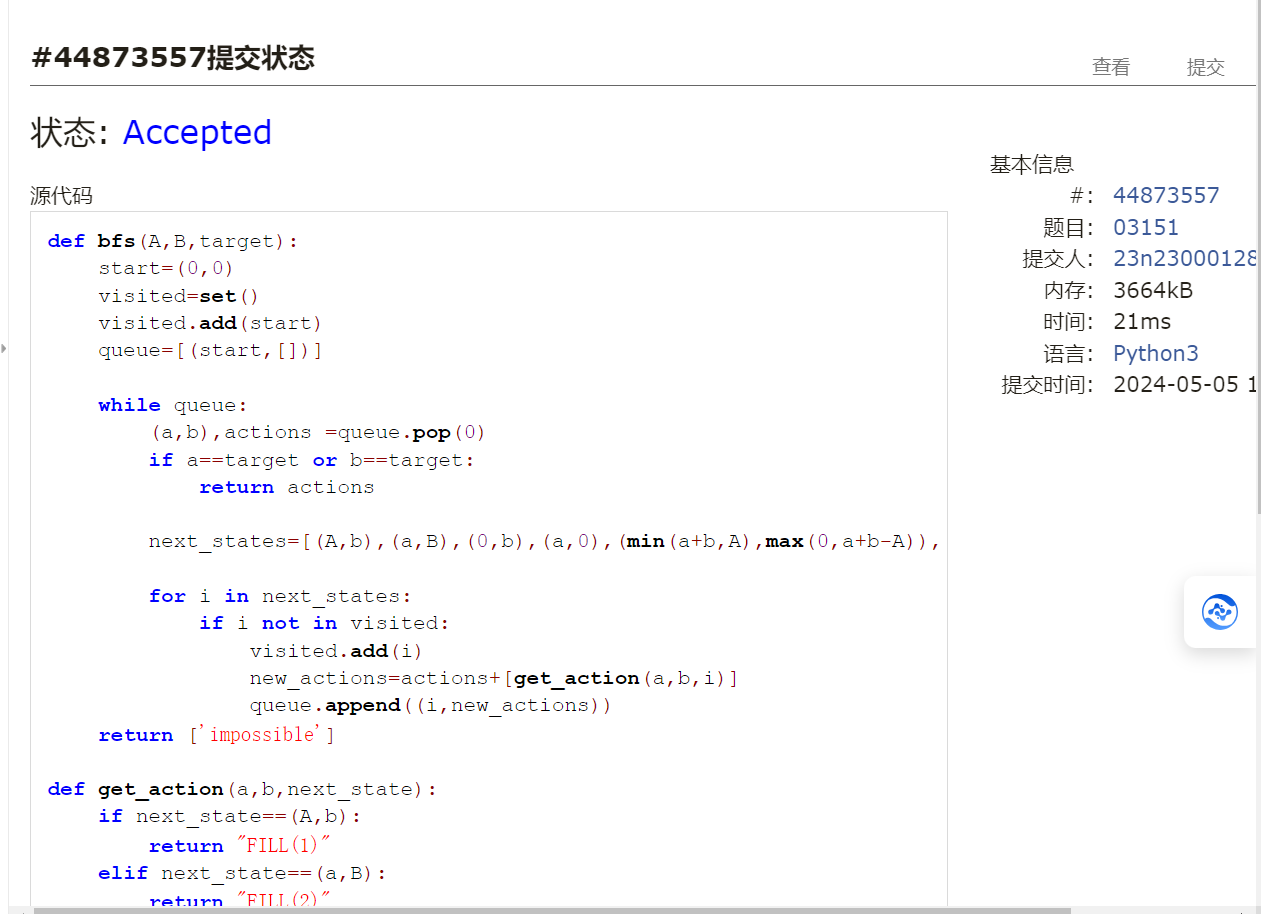 #44873557提交状态
查看 提交
状态: Accepted
基本信息
#: 44873557
题目: 03151
提交人: 23n23000128
内存: 3664kB
时间: 21ms
语言: Python3
提交时间: 2024-05-05 1
源代码
def bfs(A,B,target):
    start=(0,0)
    visited=set()
    visited.add(start)
    queue=[(start,[])]
    while queue:
        (a,b),actions =queue.pop(0)
        if a==target or b==target:
            return actions
        next_states=[(A,b),(a,B),(0,b),(a,0),(min(a+b,A),max(0,a+b-A)),
        for i in next_states:
            if i not in visited:
                visited.add(i)
                new_actions=actions+[get_action(a,b,i)]
                queue.append((i,new_actions))
    return ['impossible']
def get_action(a,b,next_state):
    if next_state==(A,b):
        return "FILL(1)"
    elif next_state==(a,B):
        return "FILL(2)"